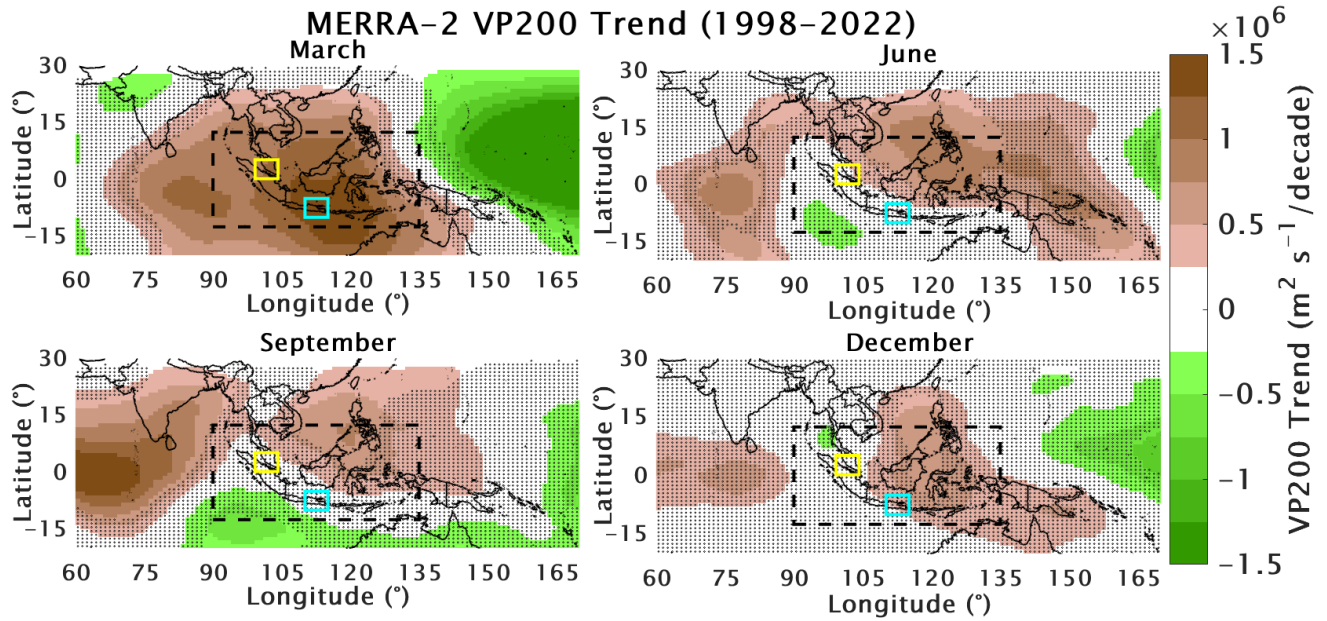 MERRA-2 VP200 Trend (1998-2022)
March
30
15
0
-15
Latitude (°)
60 75 90 105 120 135 150 165
Longitude (°)
June
30
15
0
-15
Latitude (°)
60 75 90 105 120 135 150 165
Longitude (°)
September
30
15
0
-15
Latitude (°)
60 75 90 105 120 135 150 165
Longitude (°)
December
30
15
0
-15
Latitude (°)
60 75 90 105 120 135 150 165
Longitude (°)
×10⁶
1.5
1
0.5
0
-0.5
-1
-1.5
VP200 Trend (m² s⁻¹/decade)